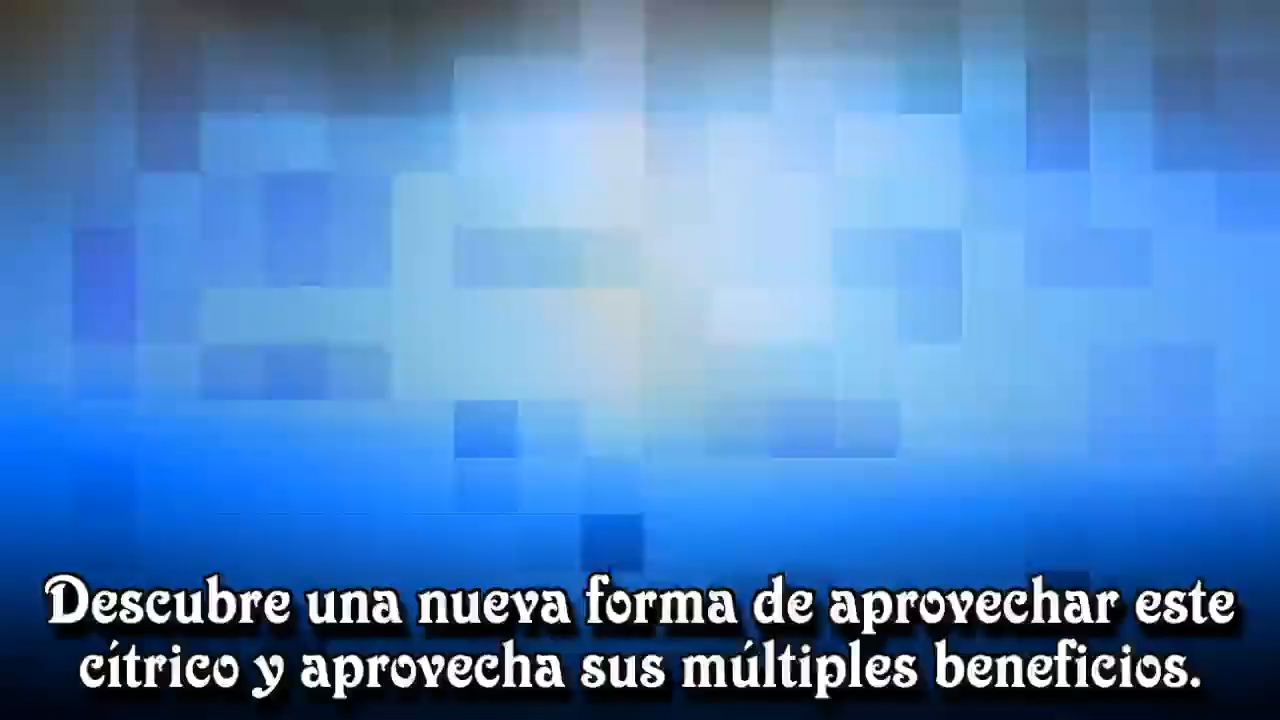 Descubre una nueva forma de aprovechar este
cítrico y aprovecha sus múltiples beneficios.